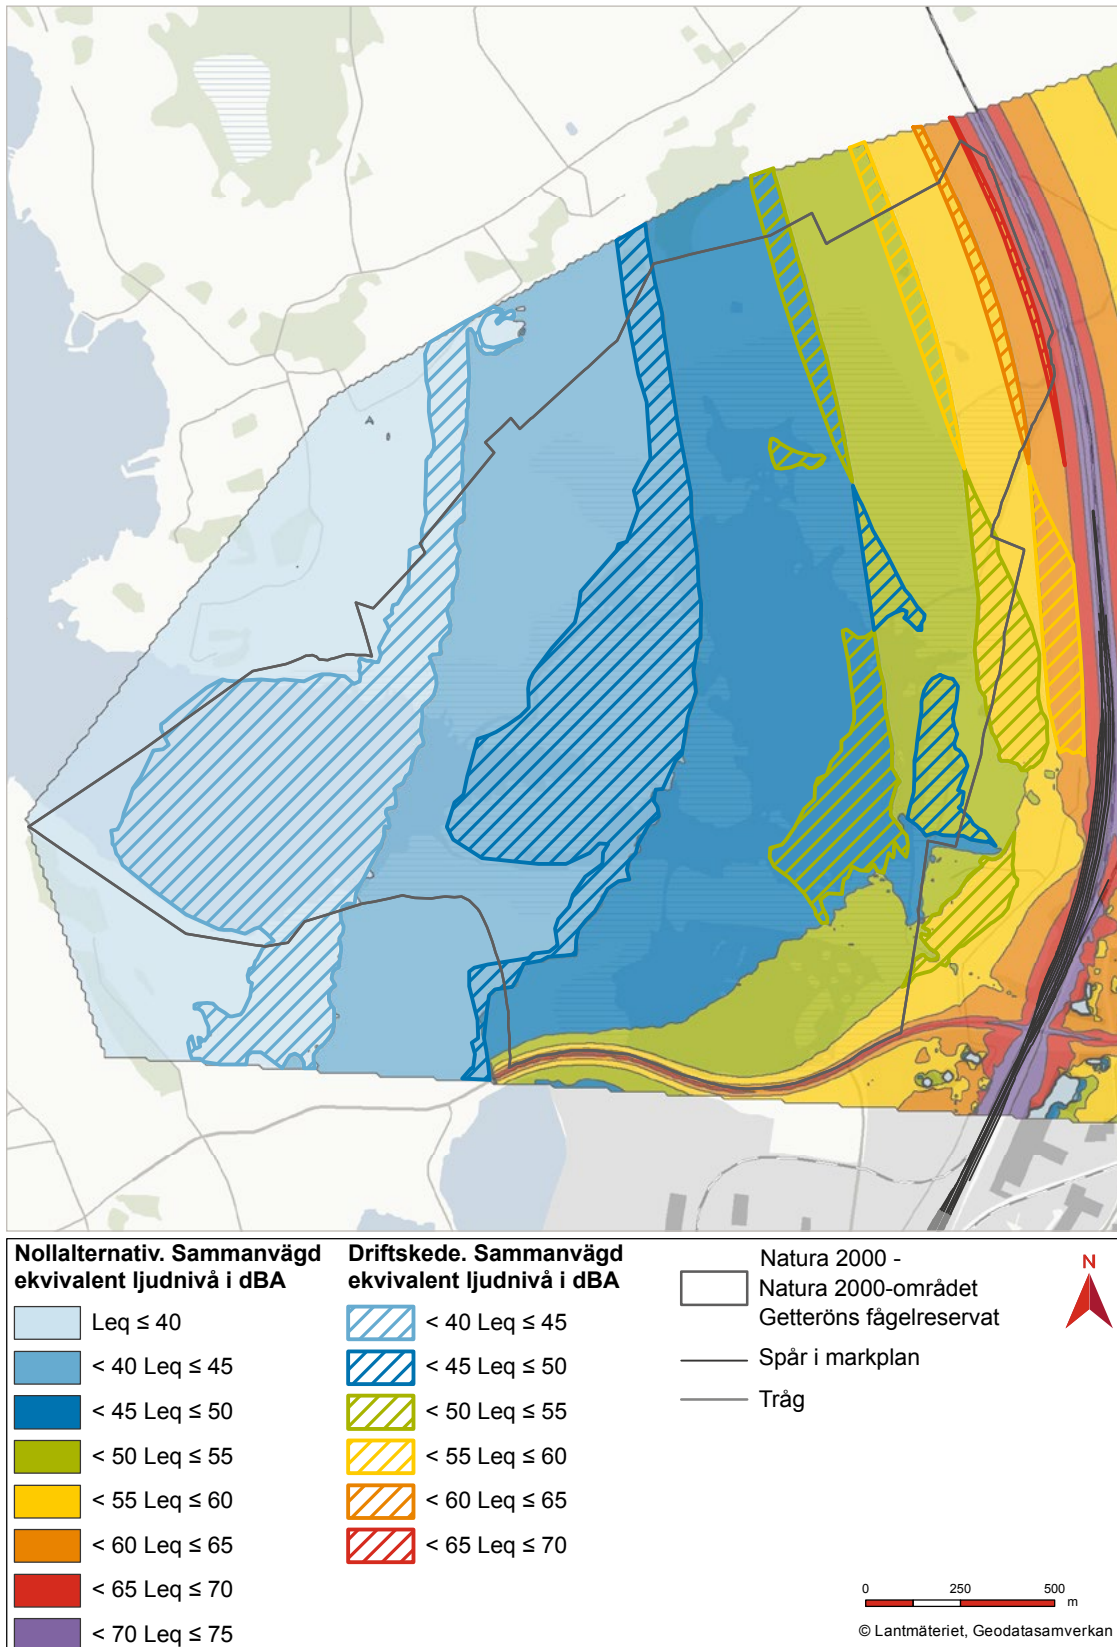 Nollalternativ. Sammanvägd
ekvivalent ljudnivå i dBA
Leq ≤ 40
< 40 Leq ≤ 45
< 45 Leq ≤ 50
< 50 Leq ≤ 55
< 55 Leq ≤ 60
< 60 Leq ≤ 65
< 65 Leq ≤ 70
< 70 Leq ≤ 75
Driftskede. Sammanvägd
ekvivalent ljudnivå i dBA
< 40 Leq ≤ 45
< 45 Leq ≤ 50
< 50 Leq ≤ 55
< 55 Leq ≤ 60
< 60 Leq ≤ 65
< 65 Leq ≤ 70
Natura 2000 -
Natura 2000-området
Getteröns fågelreservat
Spår i markplan
Tråg
N
0 250 500
m
© Lantmäteriet, Geodatasamverkan